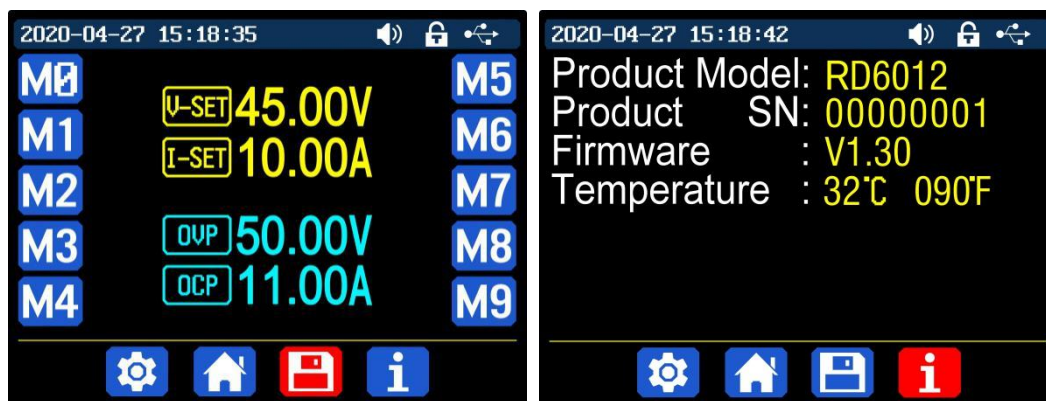 2020-04-27 15:18:35
M0 M5
V-SET 45.00V
M1 M6
I-SET 10.00A
M2 M7
M3 OVP 50.00V M8
OCP 11.00A
M4 M9
i
2020-04-27 15:18:42
Product Model: RD6012
Product SN: 00000001
Firmware : V1.30
Temperature : 32℃ 090℉
i